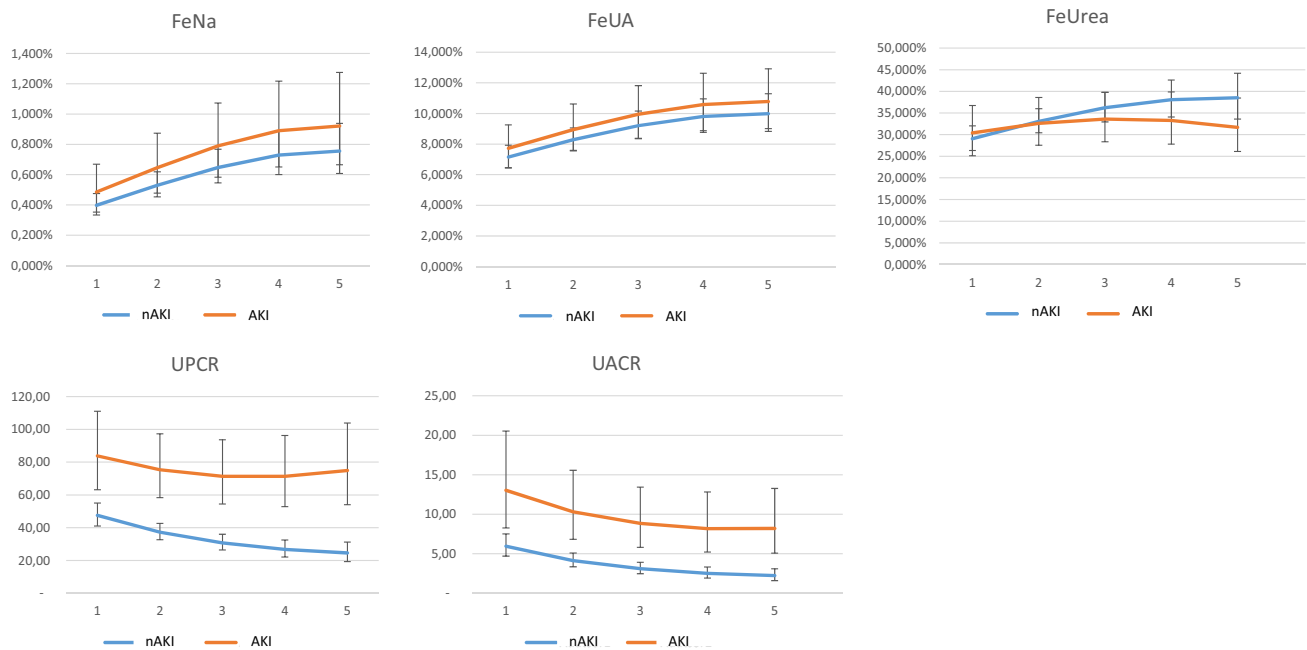 FeNa
1,400%
1,200%
1,000%
0,800%
0,600%
0,400%
0,200%
0,000%
1 2 3 4 5
nAKI AKI
FeUA
14,000%
12,000%
10,000%
8,000%
6,000%
4,000%
2,000%
0,000%
1 2 3 4 5
nAKI AKI
FeUrea
50,000%
45,000%
40,000%
35,000%
30,000%
25,000%
20,000%
15,000%
10,000%
5,000%
0,000%
1 2 3 4 5
nAKI AKI
UPCR
120,00
100,00
80,00
60,00
40,00
20,00
-
1 2 3 4 5
nAKI AKI
UACR
25,00
20,00
15,00
10,00
5,00
-
1 2 3 4 5
nAKI AKI